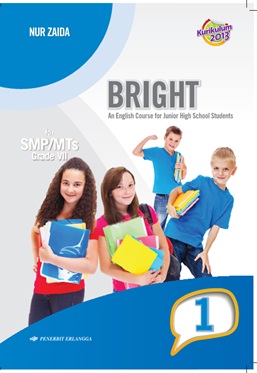 NUR ZAIDA
Kurikulum
2013
BRIGHT
An English Course for Junior High School Students
for
SMP/MTs
Grade VII
1
PENERBIT ERLANGGA